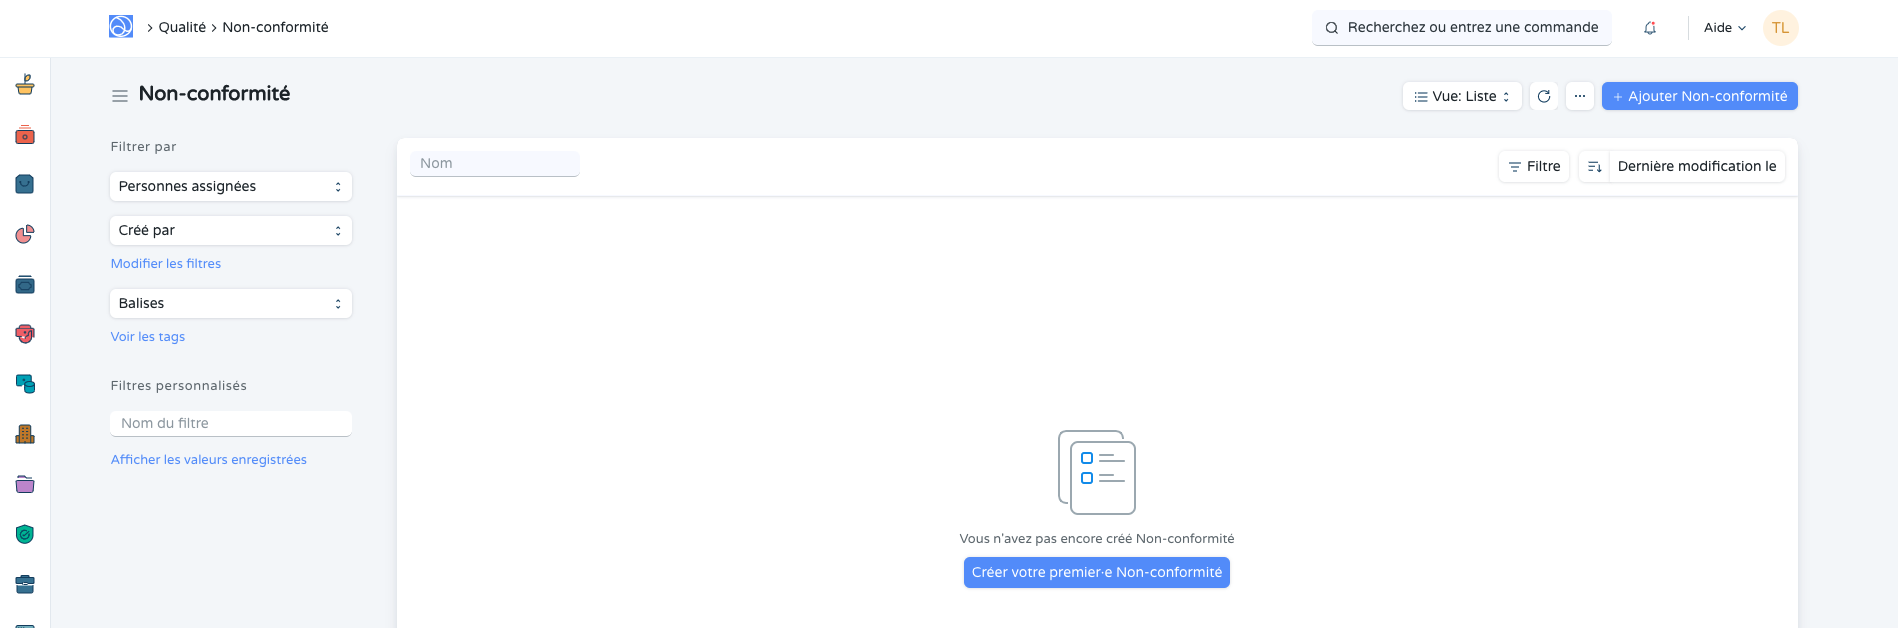 Qualité Non-conformité
Recherchez ou entrez une commande
Aide
TL
Non-conformité
Vue: Liste
Ajouter Non-conformité
Filtrer par
Personnes assignées
Créé par
Modifier les filtres
Balises
Voir les tags
Filtres personnalisés
Nom du filtre
Afficher les valeurs enregistrées
Nom
Filtre
Dernière modification le
Vous n'avez pas encore créé Non-conformité
Créer votre premier·e Non-conformité